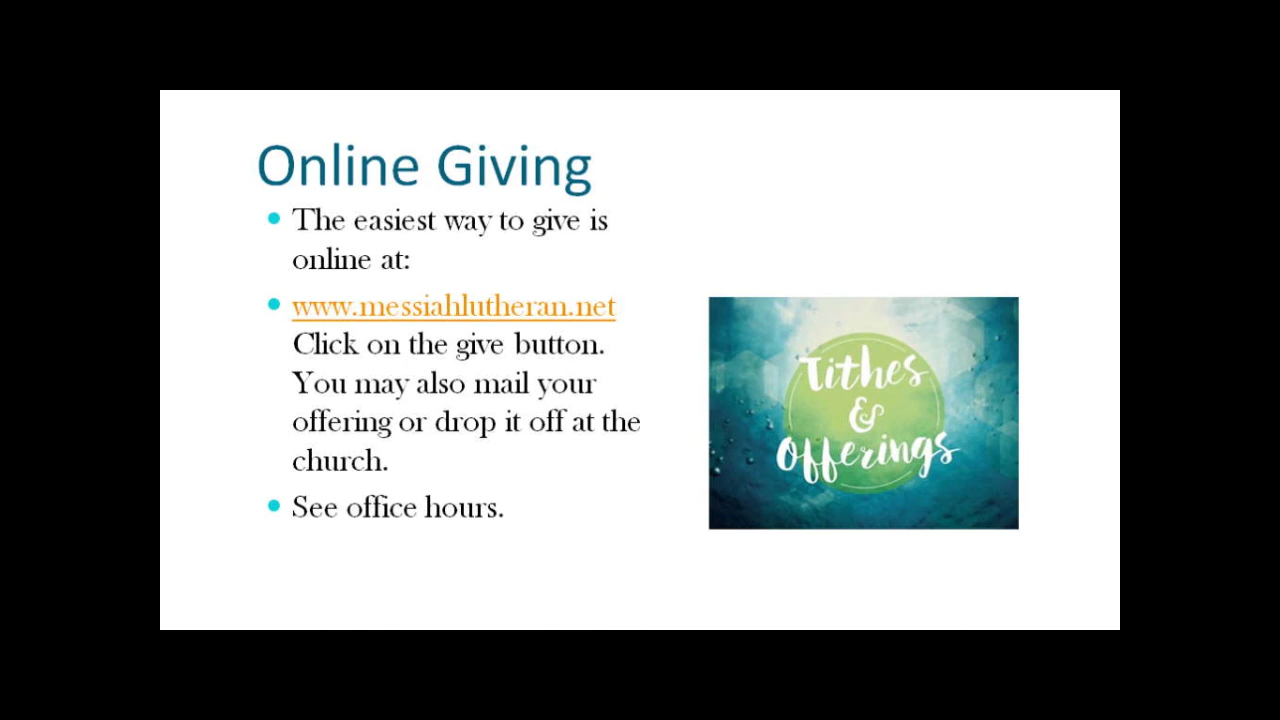 Online Giving
The easiest way to give is
online at:
www.messiahlutheran.net
Click on the give button.
You may also mail your
offering or drop it off at the
church.
See office hours.
Tithes
&
Offerings